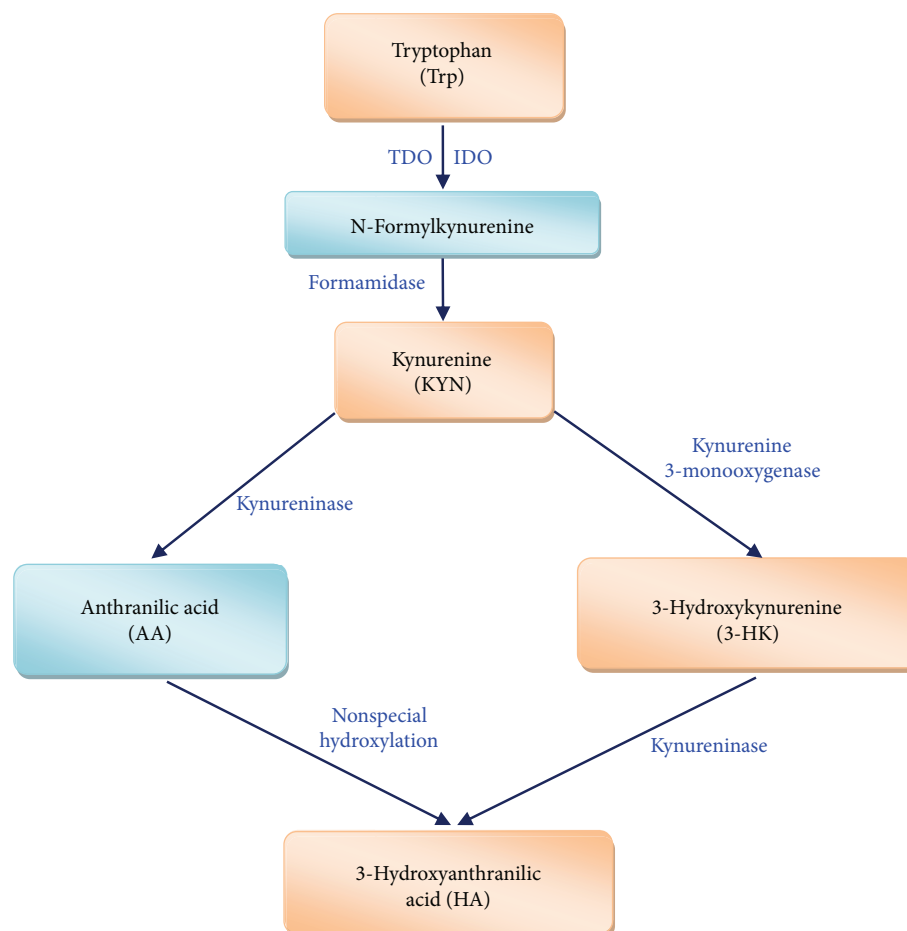 Tryptophan
(Trp)
TDO
IDO
N-Formylkynurenine
Formamidase
Kynurenine
(KYN)
Kynurenine
3-monooxygenase
Kynureninase
Anthranilic acid
(AA)
3-Hydroxykynurenine
(3-HK)
Nonspecial
hydroxylation
Kynureninase
3-Hydroxyanthranilic
acid (HA)